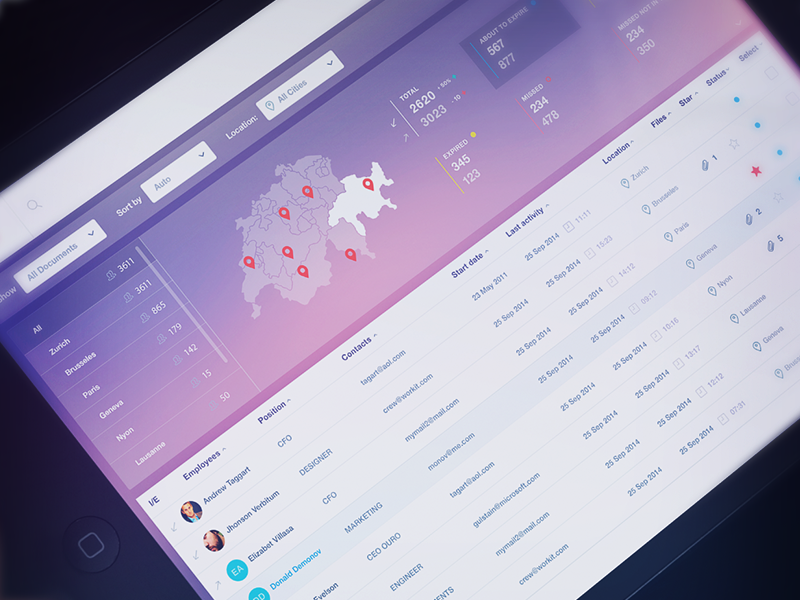 Show All Documents Sort by Auto Location: All Cities
All 3611
Zurich 3611
Brusseles 865
Paris 179
Geneva 142
Nyon 15
Lausanne 50
TOTAL
2620 +50%
3023 -10
EXPIRED
345
123
ABOUT TO EXPIRE
567
877
MISSED
234
478
MISSED NOT IN
234
350
I/E Employees Position Contacts Start date Last activity Location Files Star Status Select
Andrew Taggart CFO tagart@aol.com 23 May 2011 25 Sep 2014 11:11 Zurich
Jhonson Verbitum DESIGNER crew@workit.com 25 Sep 2014 25 Sep 2014 15:23 Brusseles 1
EA Elizabet Villasa CFO mymail2@mail.com 25 Sep 2014 25 Sep 2014 14:12 Paris
DD Donald Demonov MARKETING monov@me.com 25 Sep 2014 25 Sep 2014 09:12 Geneva 2
Evelson CEO OURO tagart@aol.com 25 Sep 2014 25 Sep 2014 10:16 Nyon 5
ENGINEER gulstain@microsoft.com 25 Sep 2014 25 Sep 2014 13:17 Lausanne
ENTS mymail2@mail.com 25 Sep 2014 25 Sep 2014 12:12 Geneva
crew@workit.com 25 Sep 2014 25 Sep 2014 07:31